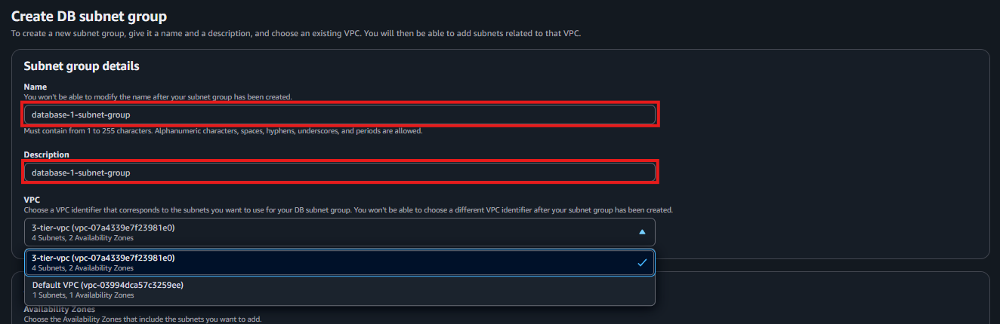 Create DB subnet group
To create a new subnet group, give it a name and a description, and choose an existing VPC. You will then be able to add subnets related to that VPC.
Subnet group details
Name
You won't be able to modify the name after your subnet group has been created.
database-1-subnet-group
Must contain from 1 to 255 characters. Alphanumeric characters, spaces, hyphens, underscores, and periods are allowed.
Description
database-1-subnet-group
VPC
Choose a VPC identifier that corresponds to the subnets you want to use for your DB subnet group. You won't be able to choose a different VPC identifier after your subnet group has been created.
3-tier-vpc (vpc-07a4339e7f23981e0)
4 Subnets, 2 Availability Zones
3-tier-vpc (vpc-07a4339e7f23981e0)
4 Subnets, 2 Availability Zones
Default VPC (vpc-03994dca57c3259ee)
1 Subnets, 1 Availability Zones
Availability Zones
Choose the Availability Zones that include the subnets you want to add.